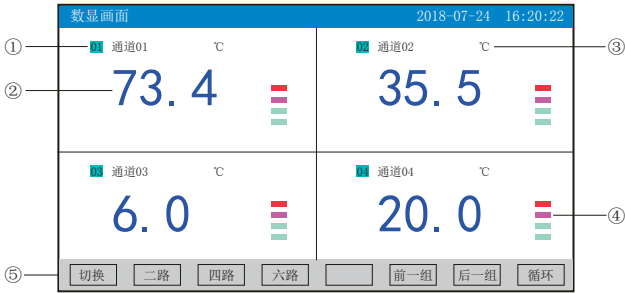 数显画面 2018-07-24 16:20:22
① 01 通道01 ℃ 02 通道02 ℃ ③
② 73.4 35.5
03 通道03 ℃ 04 通道04 ℃
6.0 20.0 ④
⑤ 切换 二路 四路 六路 前一组 后一组 循环